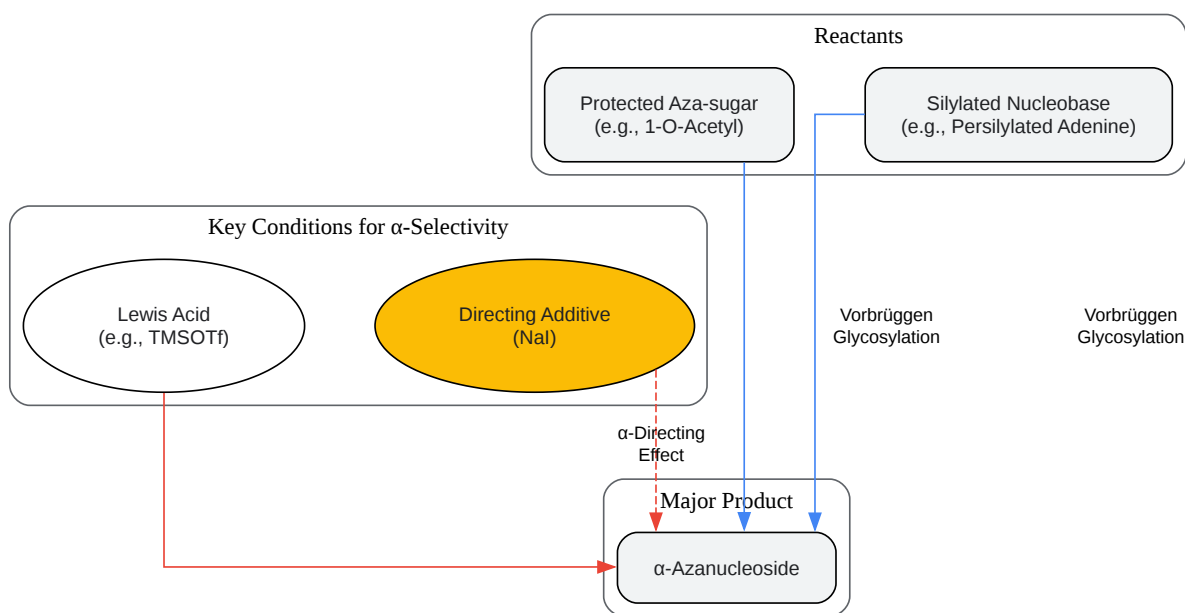 Reactants
Protected Aza-sugar
(e.g., 1-O-Acetyl)
Silylated Nucleobase
(e.g., Persilylated Adenine)
Key Conditions for α-Selectivity
Lewis Acid
(e.g., TMSOTf)
Directing Additive
(NaI)
Vorbrüggen
Glycosylation
Vorbrüggen
Glycosylation
α-Directing
Effect
Major Product
α-Azanucleoside